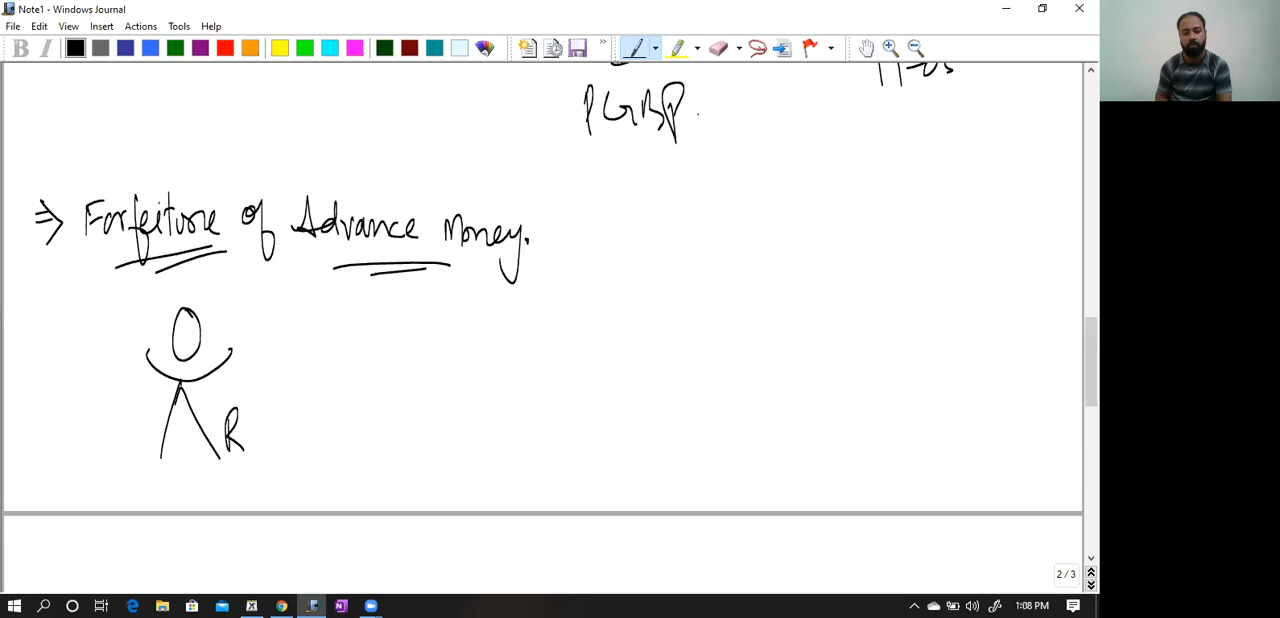 Note1 - Windows Journal
File Edit View Insert Actions Tools Help
B I
PGBP.
⇒ Forfeiture of Advance Money.
R
2 / 3
1:08 PM